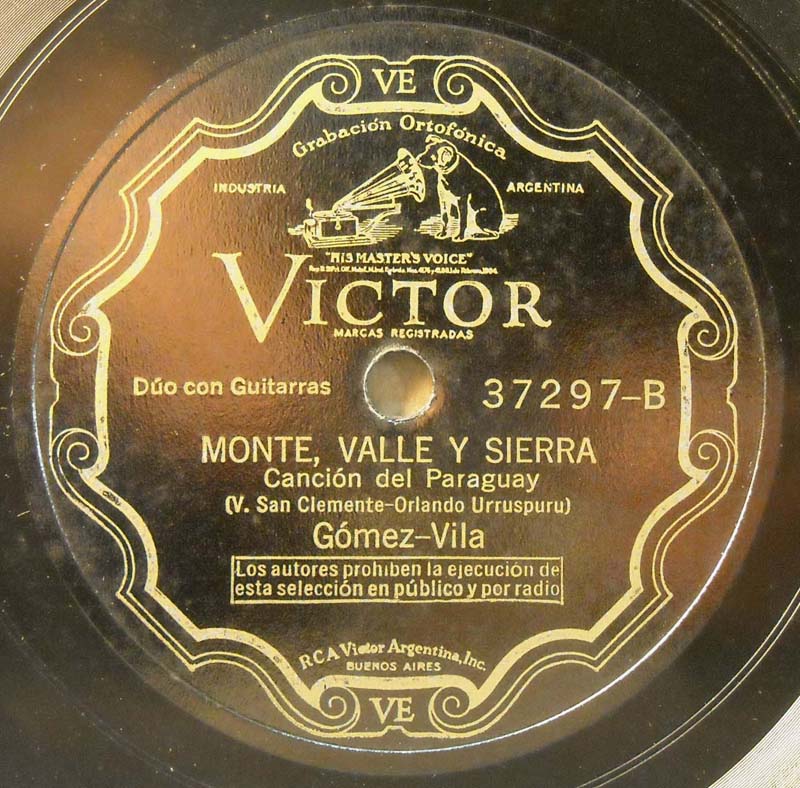 VE
Grabación Ortofónica
INDUSTRIA ARGENTINA
"HIS MASTER'S VOICE"
VICTOR
MARCAS REGISTRADAS
Dúo con Guitarras 37297-B
MONTE, VALLE Y SIERRA
Canción del Paraguay
(V. San Clemente-Orlando Urruspuru)
Gómez-Vila
Los autores prohiben la ejecución de
esta selección en público y por radio
RCA Victor Argentina, Inc.
BUENOS AIRES
VE